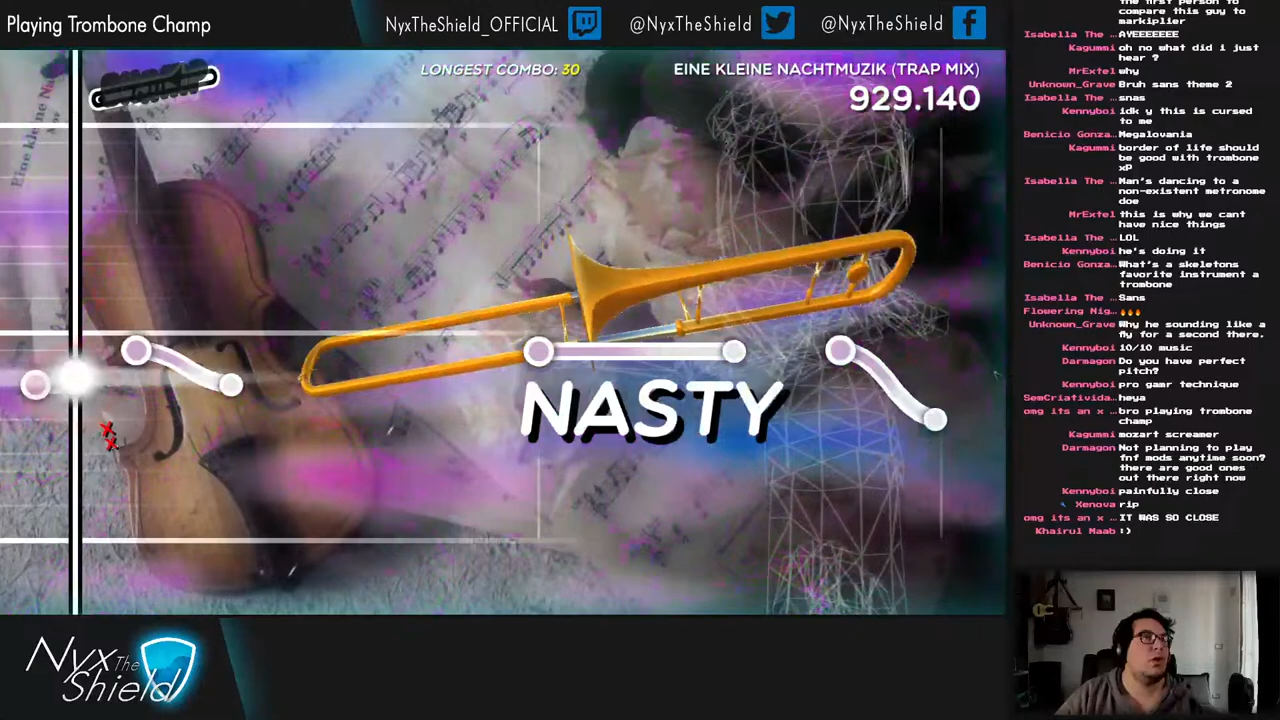 Playing Trombone Champ
NyxTheShield_OFFICIAL
@NyxTheShield
@NyxTheShield
LONGEST COMBO: 30
EINE KLEINE NACHTMUZIK (TRAP MIX)
929.140
NASTY
Nyx The Shield
compare this guy to
markiplier
Isabella The … AYEEEEEEE
Kagummi oh no what did i just
hear ?
MrExtel why
Unknown_Grave Bruh sans theme 2
Isabella The … snas
Kennyboi idk y this is cursed
to me
Benicio Gonza… Megalovania
Kagummi border of life should
be good with trombone
xP
Isabella The … Man's dancing to a
non-existent metronome
doe
MrExtel this is why we cant
have nice things
Isabella The … LOL
Kennyboi he's doing it
Benicio Gonza… What's a skeletons
favorite instrument a
trombone
Isabella The … Sans
Flowering Nig… 🔥🔥🔥
Unknown_Grave Why he sounding like a
fly for a second there.
Kennyboi 10/10 music
Darmagon Do you have perfect
pitch?
Kennyboi pro gamr technique
SemCriativida… heya
omg its an x … bro playing trombone
champ
Kagummi mozart screamer
Darmagon Not planning to play
fnf mods anytime soon?
there are good ones
out there right now
Kennyboi painfully close
Xenova rip
omg its an x … IT WAS SO CLOSE
Khairul Maab :)